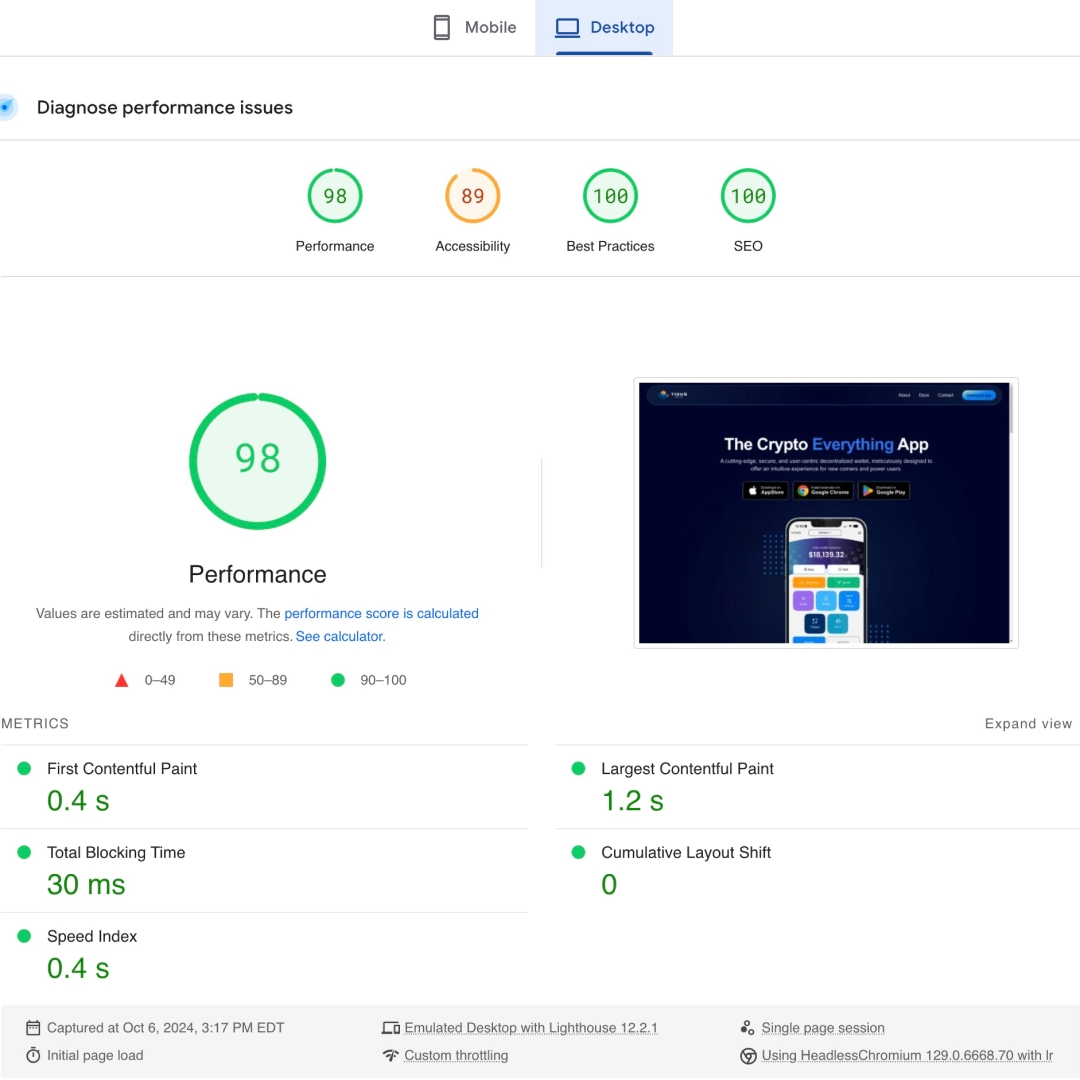 Mobile
Desktop
Diagnose performance issues
98
89
100
100
Performance
Accessibility
Best Practices
SEO
98
Performance
Values are estimated and may vary. The performance score is calculated
directly from these metrics. See calculator.
0–49
50–89
90–100
About Docs Contact
The Crypto Everything App
A cutting-edge, secure, and user-centric decentralized wallet, meticulously designed to
offer an intuitive experience for new comers and power users.
AppStore
Google Chrome
Google Play
$18,139.32
METRICS
Expand view
First Contentful Paint
0.4 s
Largest Contentful Paint
1.2 s
Total Blocking Time
30 ms
Cumulative Layout Shift
0
Speed Index
0.4 s
Captured at Oct 6, 2024, 3:17 PM EDT
Emulated Desktop with Lighthouse 12.2.1
Single page session
Initial page load
Custom throttling
Using HeadlessChromium 129.0.6668.70 with lr